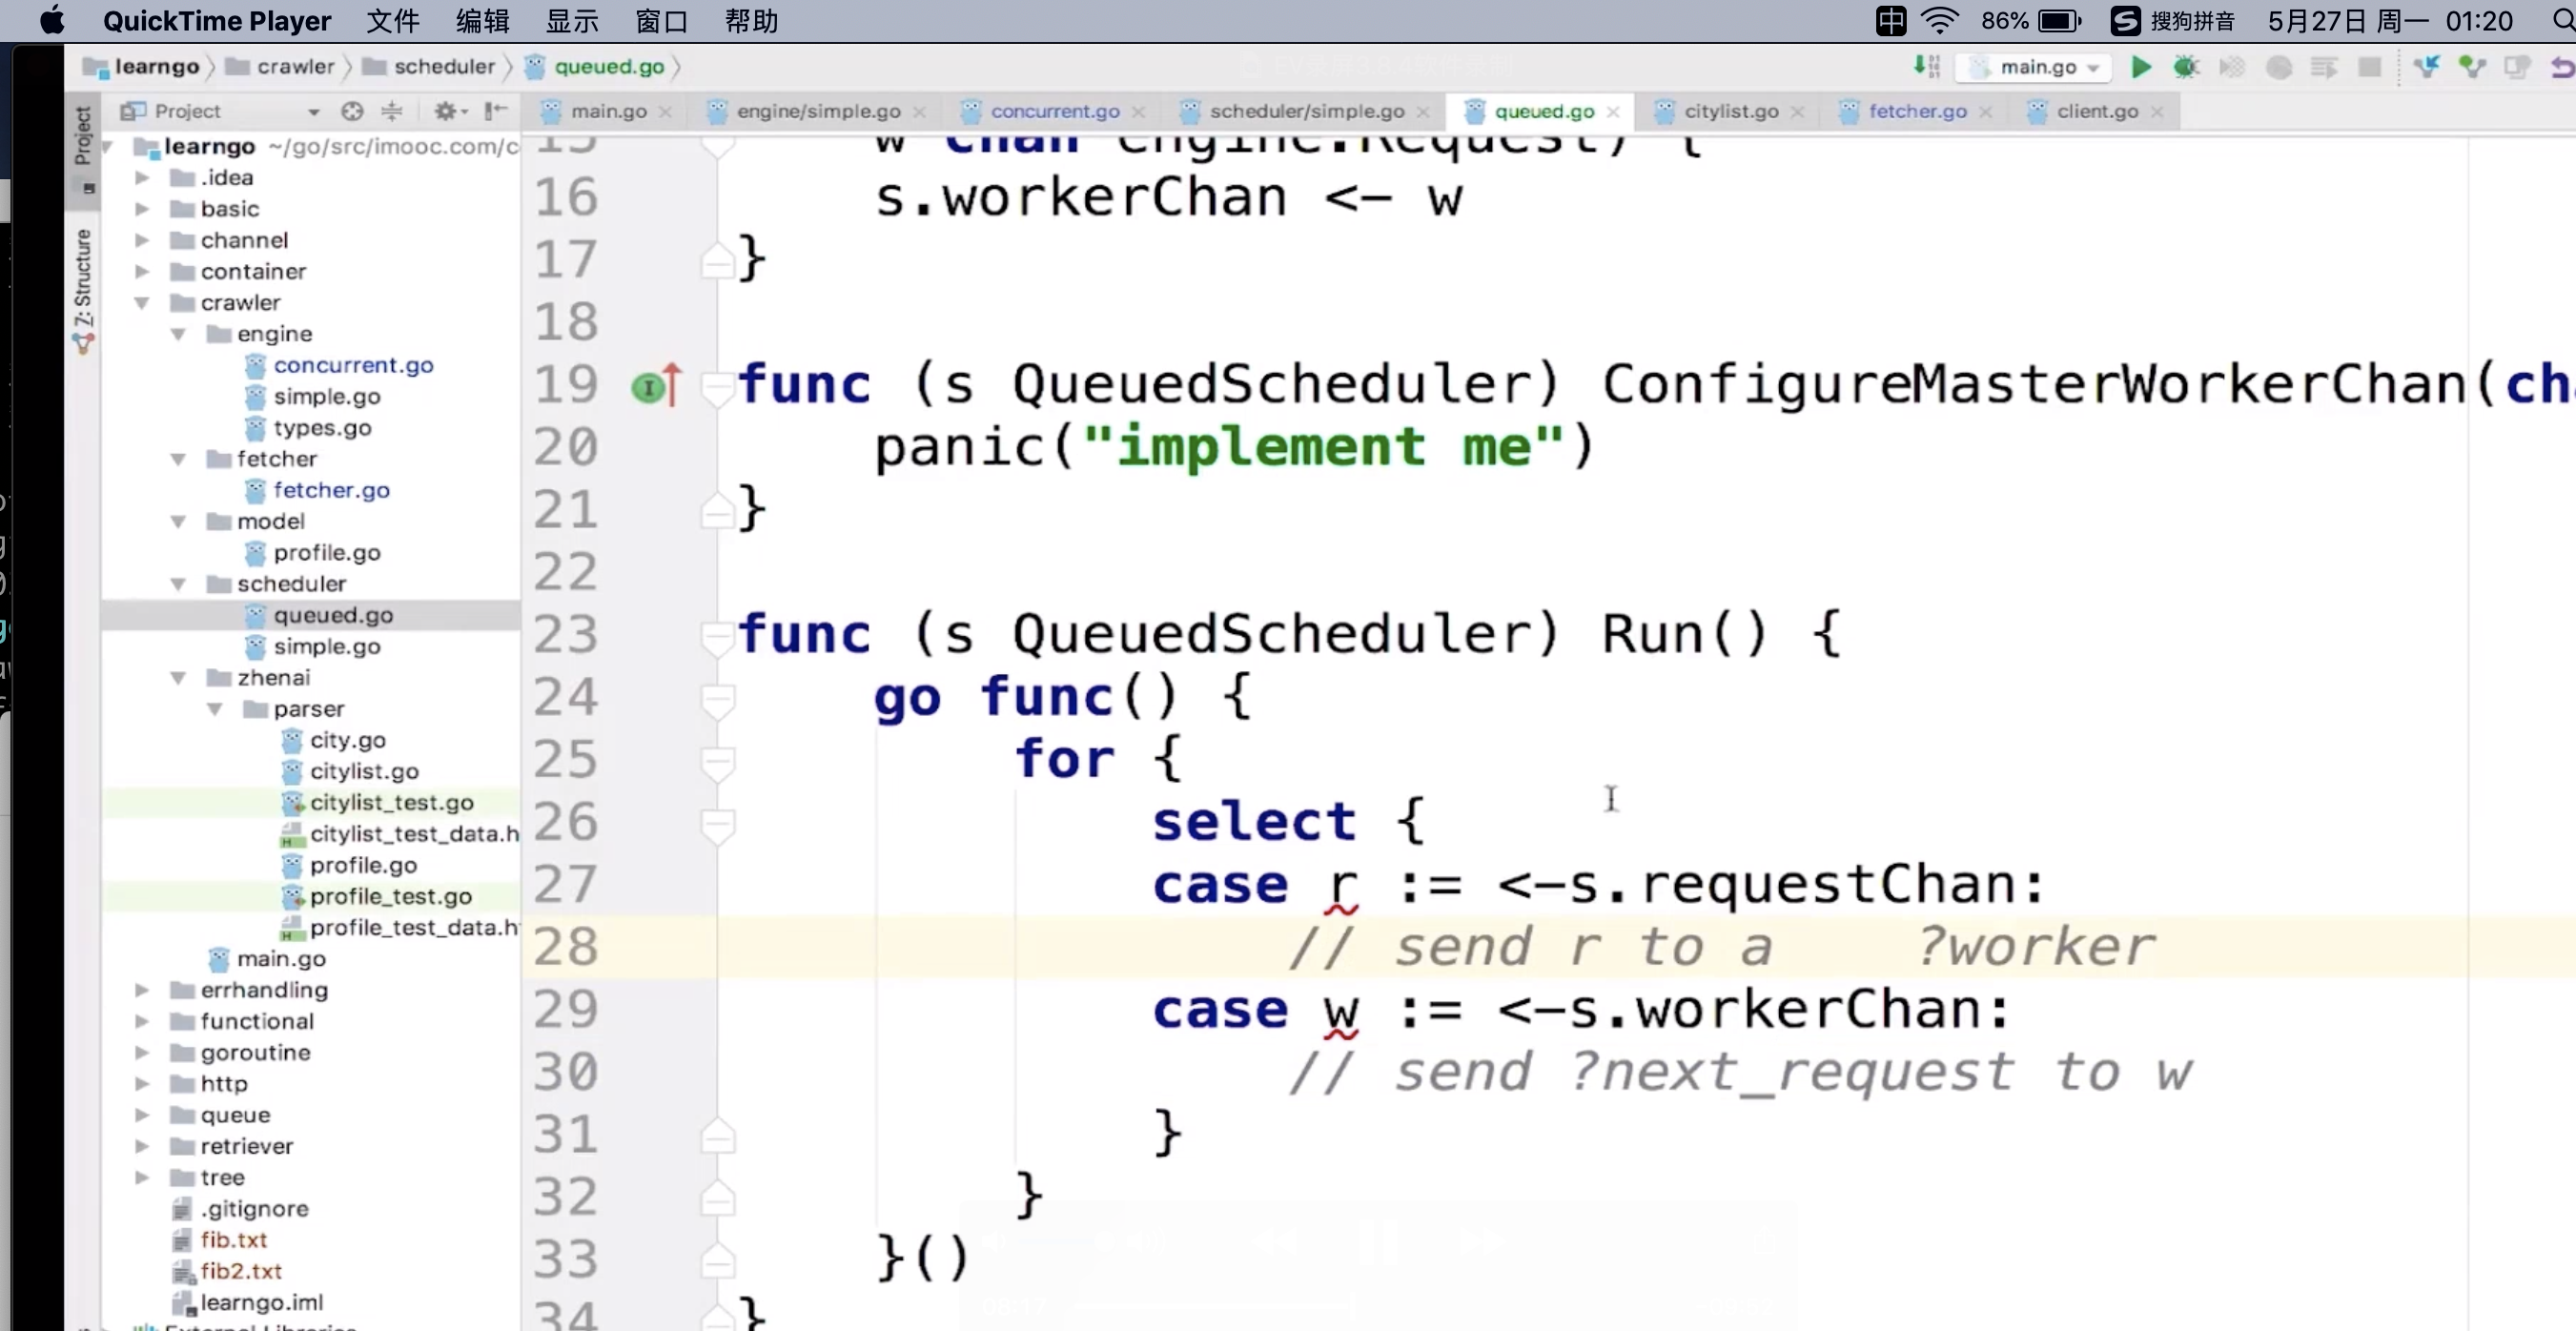 QuickTime Player 文件 编辑 显示 窗口 帮助 中 86% S 搜狗拼音 5月27日 周一 01:20
learngo crawler scheduler queued.go main.go
Project
Z: Structure
Project
main.go engine/simple.go concurrent.go scheduler/simple.go queued.go citylist.go fetcher.go client.go
learngo ~/go/src/imooc.com/c
.idea
basic
channel
container
crawler
engine
concurrent.go
simple.go
types.go
fetcher
fetcher.go
model
profile.go
scheduler
queued.go
simple.go
zhenai
parser
city.go
citylist.go
citylist_test.go
citylist_test_data.h
profile.go
profile_test.go
profile_test_data.h
main.go
errhandling
functional
goroutine
http
queue
retriever
tree
.gitignore
fib.txt
fib2.txt
learngo.iml
External Libraries
15 w chan engine.Request) {
16 s.workerChan <- w
17 }
18
19 func (s QueuedScheduler) ConfigureMasterWorkerChan(cha
20 panic("implement me")
21 }
22
23 func (s QueuedScheduler) Run() {
24 go func() {
25 for {
26 select {
27 case r := <-s.requestChan:
28 // send r to a ?worker
29 case w := <-s.workerChan:
30 // send ?next_request to w
31 }
32 }
33 }()
34 }